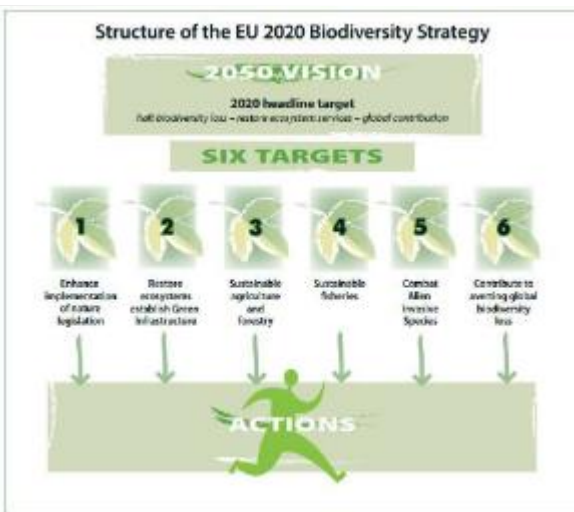 Structure of the EU 2020 Biodiversity Strategy
2050 VISION
2020 headline target
halt biodiversity loss – restore ecosystem services – global contribution
SIX TARGETS
1
2
3
4
5
6
Enhance
implementation
of nature
legislation
Restore
ecosystems
establish Green
Infrastructure
Sustainable
agriculture
and
forestry
Sustainable
fisheries
Combat
Alien
Invasive
Species
Contribute to
averting global
biodiversity
loss
ACTIONS